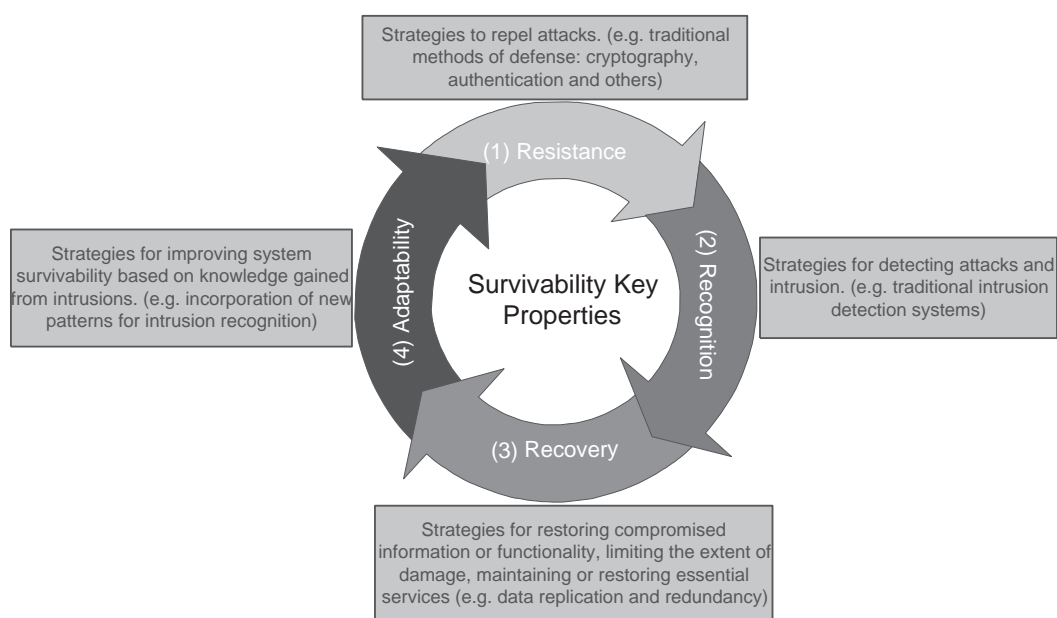 Strategies to repel attacks. (e.g. traditional
methods of defense: cryptography,
authentication and others)
(1) Resistance
(2) Recognition
Strategies for detecting attacks and
intrusion. (e.g. traditional intrusion
detection systems)
(3) Recovery
Strategies for restoring compromised
information or functionality, limiting the extent of
damage, maintaining or restoring essential
services (e.g. data replication and redundancy)
(4) Adaptability
Strategies for improving system
survivability based on knowledge gained
from intrusions. (e.g. incorporation of new
patterns for intrusion recognition)
Survivability Key
Properties